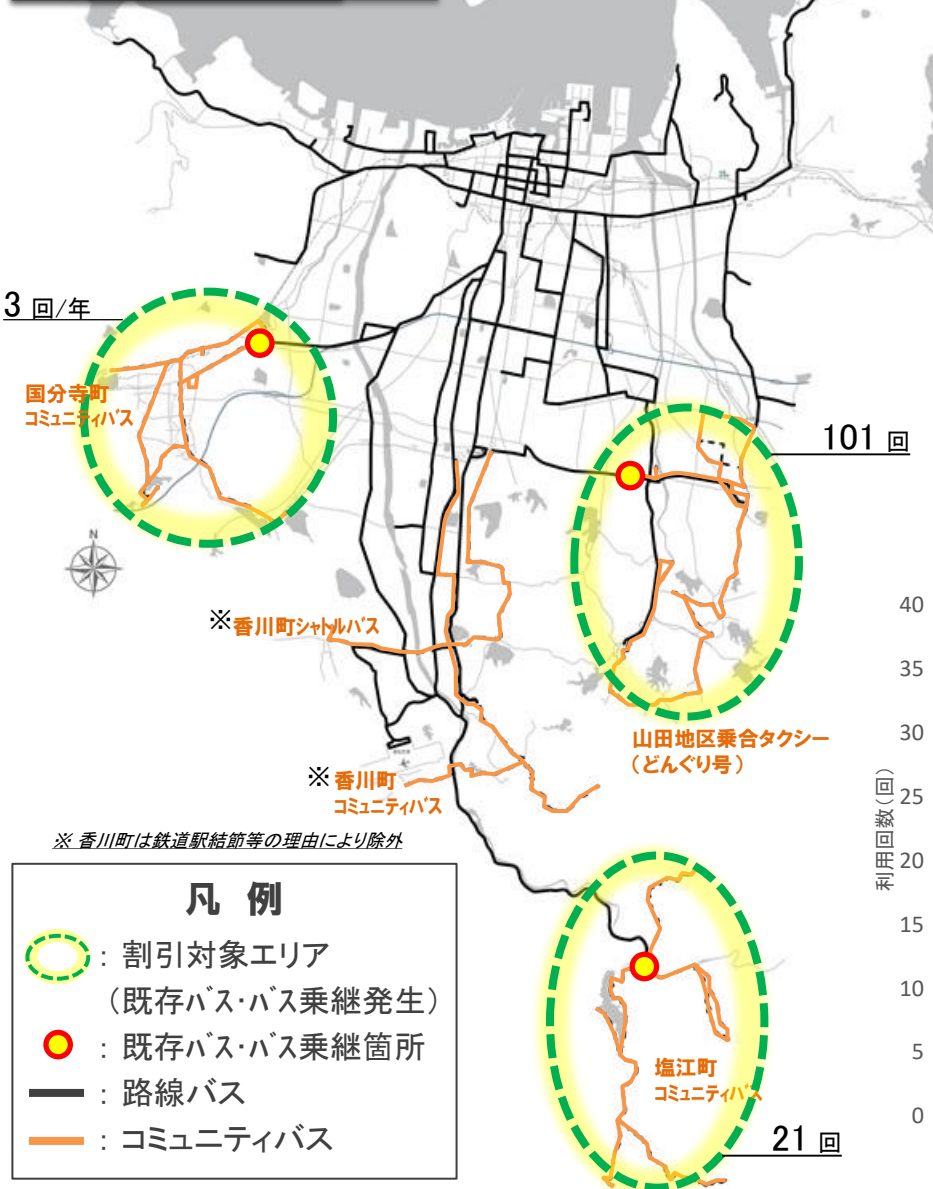 3 回/年
国分寺町
コミュニティバス
101 回
N
※香川町シャトルバス
山田地区乗合タクシー
(どんぐり号)
※香川町
コミュニティバス
※ 香川町は鉄道駅結節等の理由により除外
凡 例
: 割引対象エリア
(既存バス・バス乗継発生)
: 既存バス・バス乗継箇所
: 路線バス
: コミュニティバス
塩江町
コミュニティバス
21 回
利用回数(回)
40
35
30
25
20
15
10
5
0